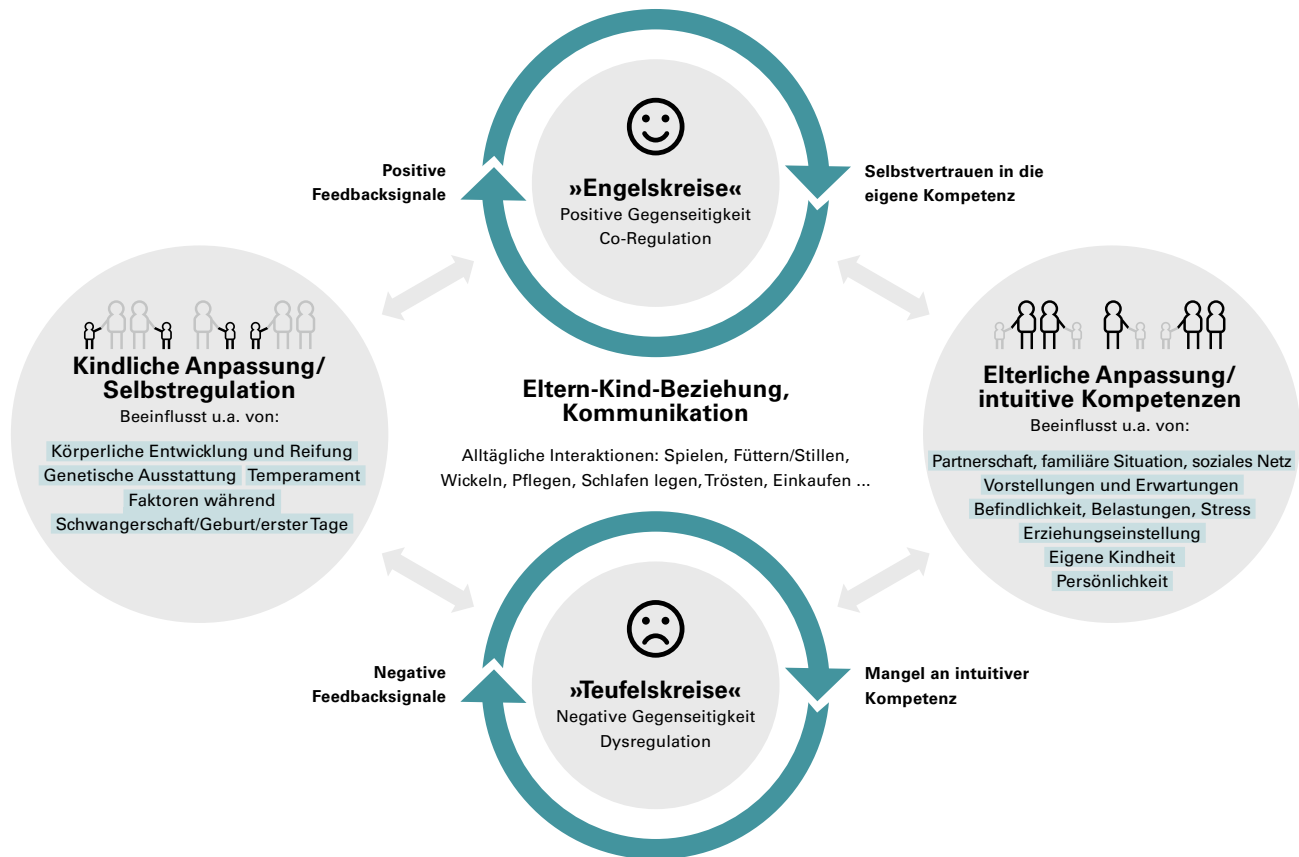 »Engelskreise«
Positive Gegenseitigkeit
Co-Regulation
Positive
Feedbacksignale
Selbstvertrauen in die
eigene Kompetenz
Kindliche Anpassung/
Selbstregulation
Beeinflusst u.a. von:
Körperliche Entwicklung und Reifung
Genetische Ausstattung Temperament
Faktoren während
Schwangerschaft/Geburt/erster Tage
Eltern-Kind-Beziehung,
Kommunikation
Alltägliche Interaktionen: Spielen, Füttern/Stillen,
Wickeln, Pflegen, Schlafen legen, Trösten, Einkaufen ...
Elterliche Anpassung/
intuitive Kompetenzen
Beeinflusst u.a. von:
Partnerschaft, familiäre Situation, soziales Netz
Vorstellungen und Erwartungen
Befindlichkeit, Belastungen, Stress
Erziehungseinstellung
Eigene Kindheit
Persönlichkeit
Negative
Feedbacksignale
»Teufelskreise«
Negative Gegenseitigkeit
Dysregulation
Mangel an intuitiver
Kompetenz